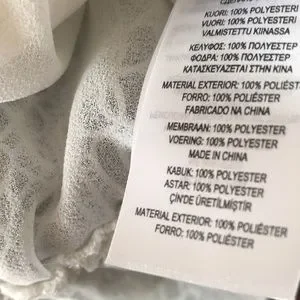 KUORI: 100% POLYESTERI
VUORI: 100% POLYESTERI
VALMISTETTU KIINASSA
ΚΕΛΥΦΟΣ: 100% ΠΟΛΥΕΣΤΕΡ
ΦΟΔΡΑ: 100% ΠΟΛΥΕΣΤΕΡ
ΚΑΤΑΣΚΕΥΑΖΕΤΑΙ ΣΤΗΝ ΚΙΝΑ
MATERIAL EXTERIOR: 100% POLIÉST
FORRO: 100% POLIÉSTER
FABRICADO NA CHINA
MEMBRAAN: 100% POLYESTER
VOERING: 100% POLYESTER
MADE IN CHINA
KABUK: 100% POLYESTER
ASTAR: 100% POLYESTER
ÇİN'DE ÜRETİLMİŞTİR
MATERIAL EXTERIOR: 100% POLIÉSTER
FORRO: 100% POLIÉSTER